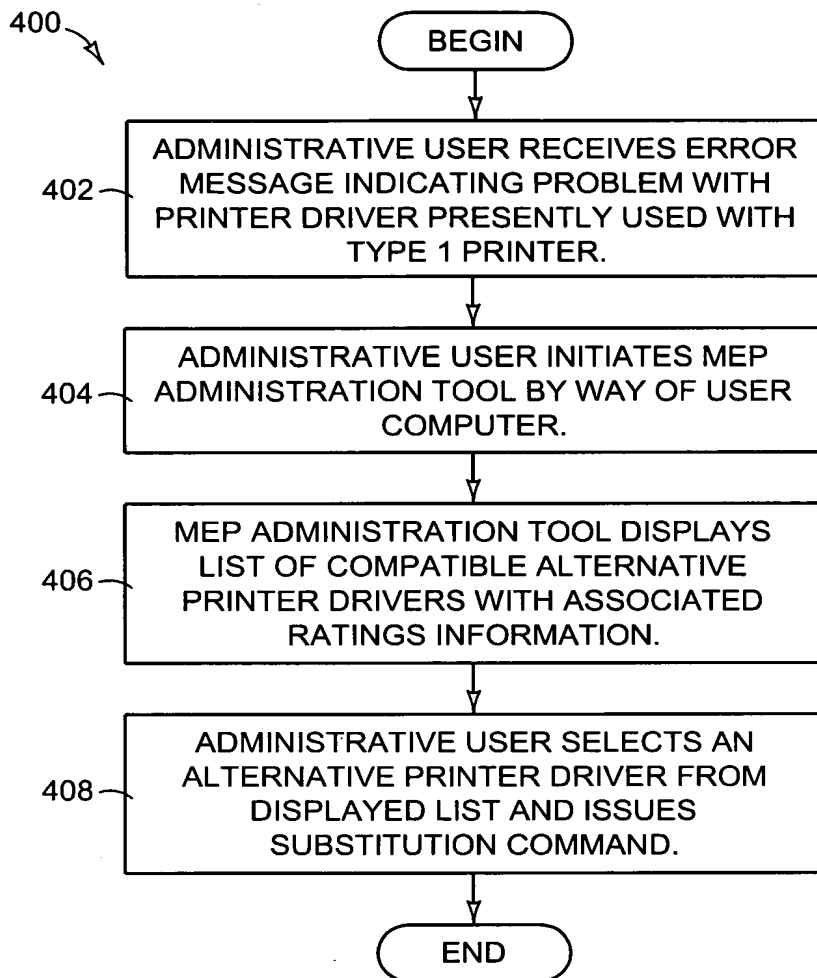 400
BEGIN
402
ADMINISTRATIVE USER RECEIVES ERROR
MESSAGE INDICATING PROBLEM WITH
PRINTER DRIVER PRESENTLY USED WITH
TYPE 1 PRINTER.
404
ADMINISTRATIVE USER INITIATES MEP
ADMINISTRATION TOOL BY WAY OF USER
COMPUTER.
406
MEP ADMINISTRATION TOOL DISPLAYS
LIST OF COMPATIBLE ALTERNATIVE
PRINTER DRIVERS WITH ASSOCIATED
RATINGS INFORMATION.
408
ADMINISTRATIVE USER SELECTS AN
ALTERNATIVE PRINTER DRIVER FROM
DISPLAYED LIST AND ISSUES
SUBSTITUTION COMMAND.
END